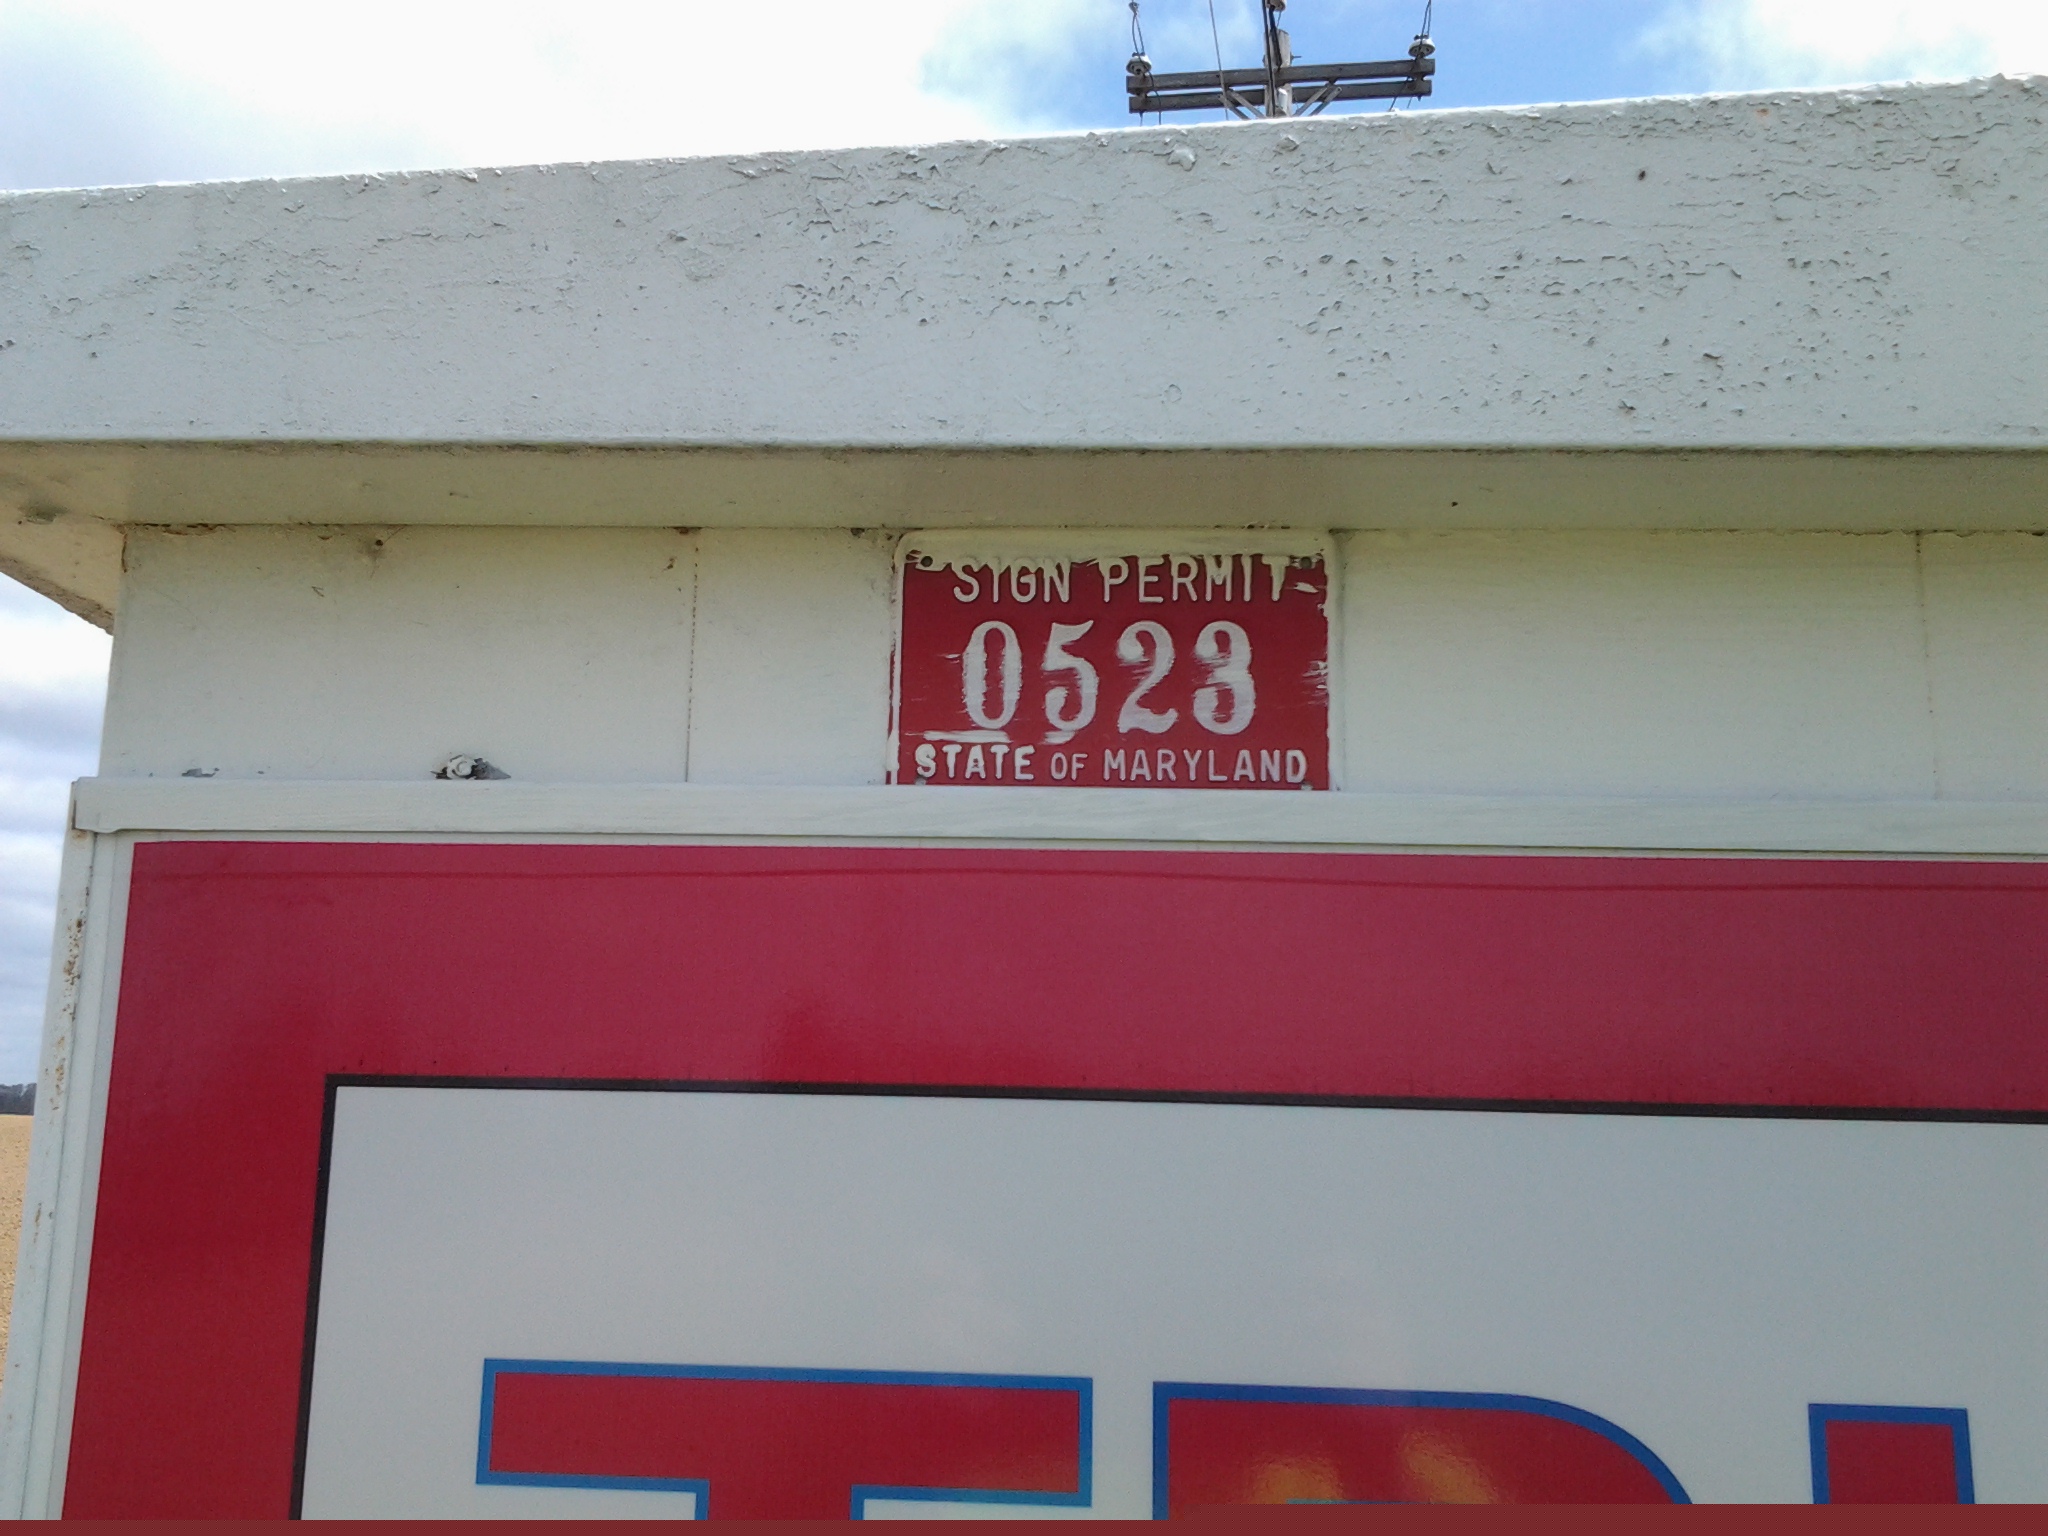 SIGN PERMIT
0523
STATE OF MARYLAND